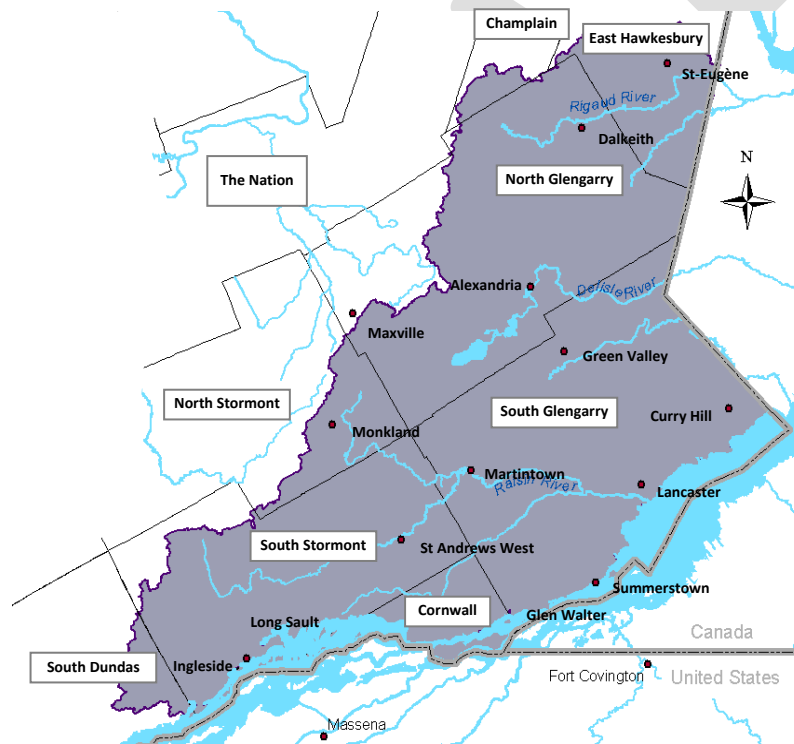 Champlain
East Hawkesbury
St-Eugène
Rigaud River
Dalkeith
N
The Nation
North Glengarry
Alexandria
Delisle River
Maxville
Green Valley
North Stormont
South Glengarry
Curry Hill
Monkland
Martintown
Raisin River
Lancaster
South Stormont
St Andrews West
Summerstown
Cornwall
Glen Walter
Long Sault
Canada
South Dundas
Ingleside
Fort Covington
United States
Massena